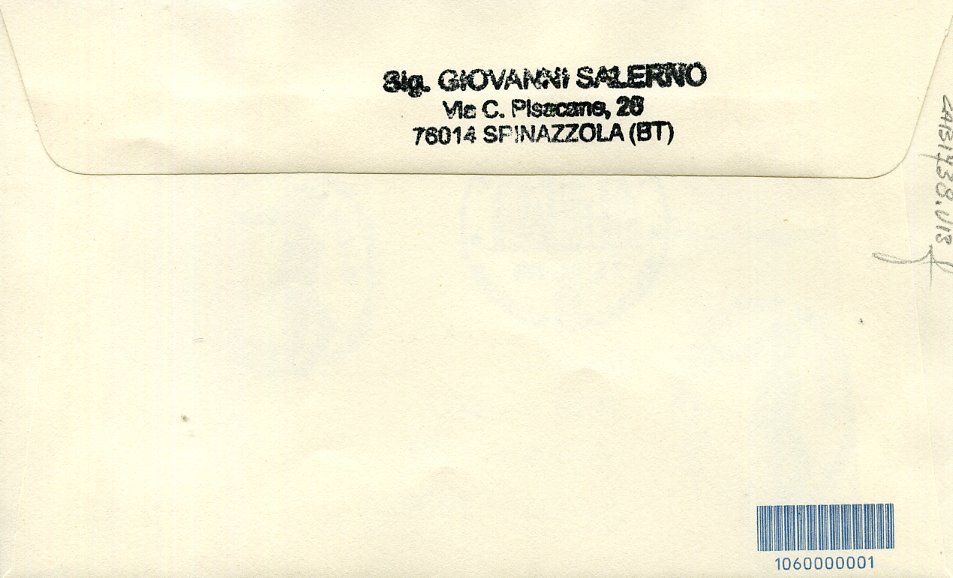 Sig. GIOVANNI SALERNO
Via C. Pisacane, 26
76014 SPINAZZOLA (BT)
1060000001